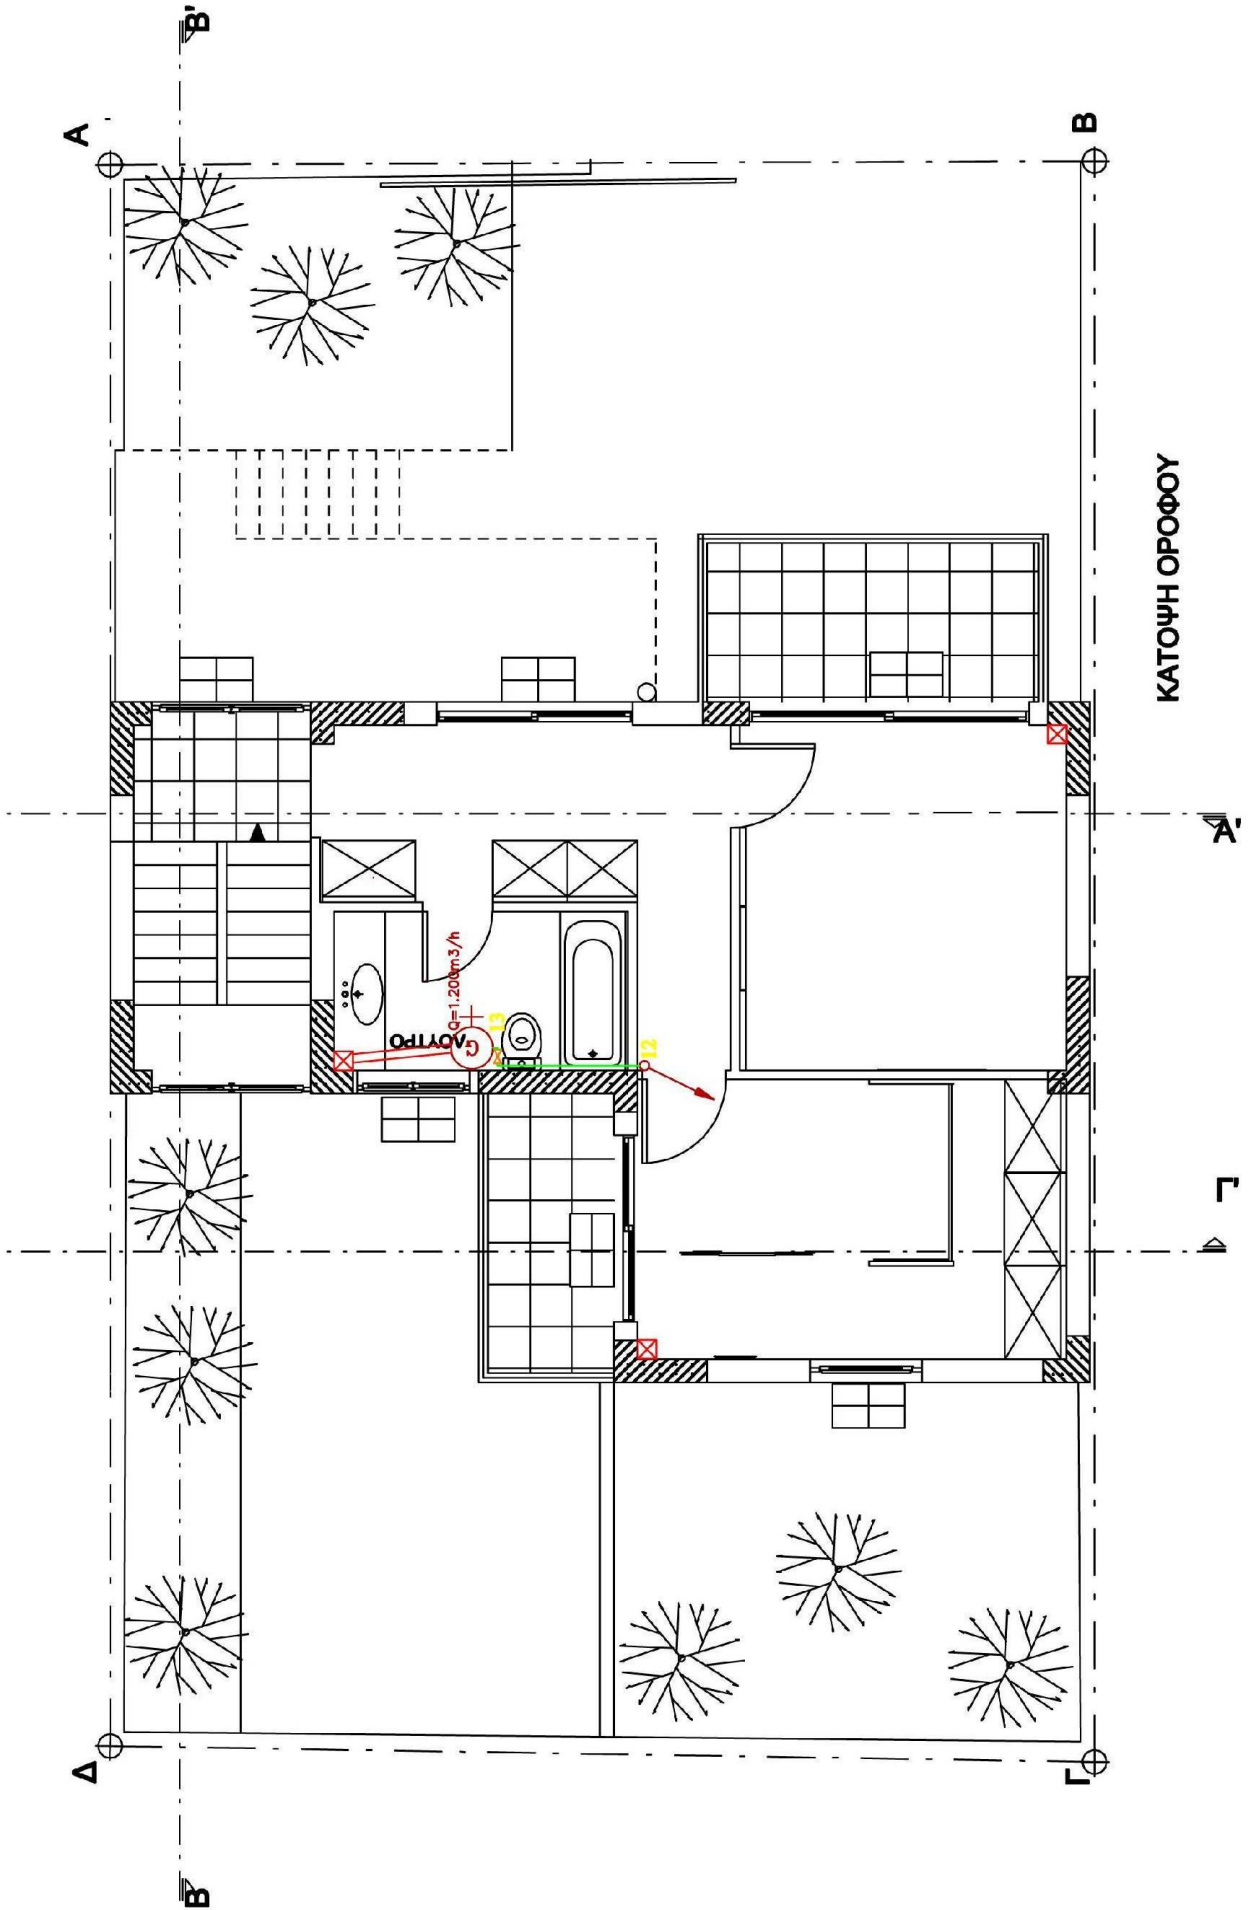 Β'
Α
Β
ΚΑΤΟΨΗ ΟΡΟΦΟΥ
Α'
Q=1.200m3/h
ΛΟΥΤΡΟ
G
13
12
Γ'
Δ
Γ
Β